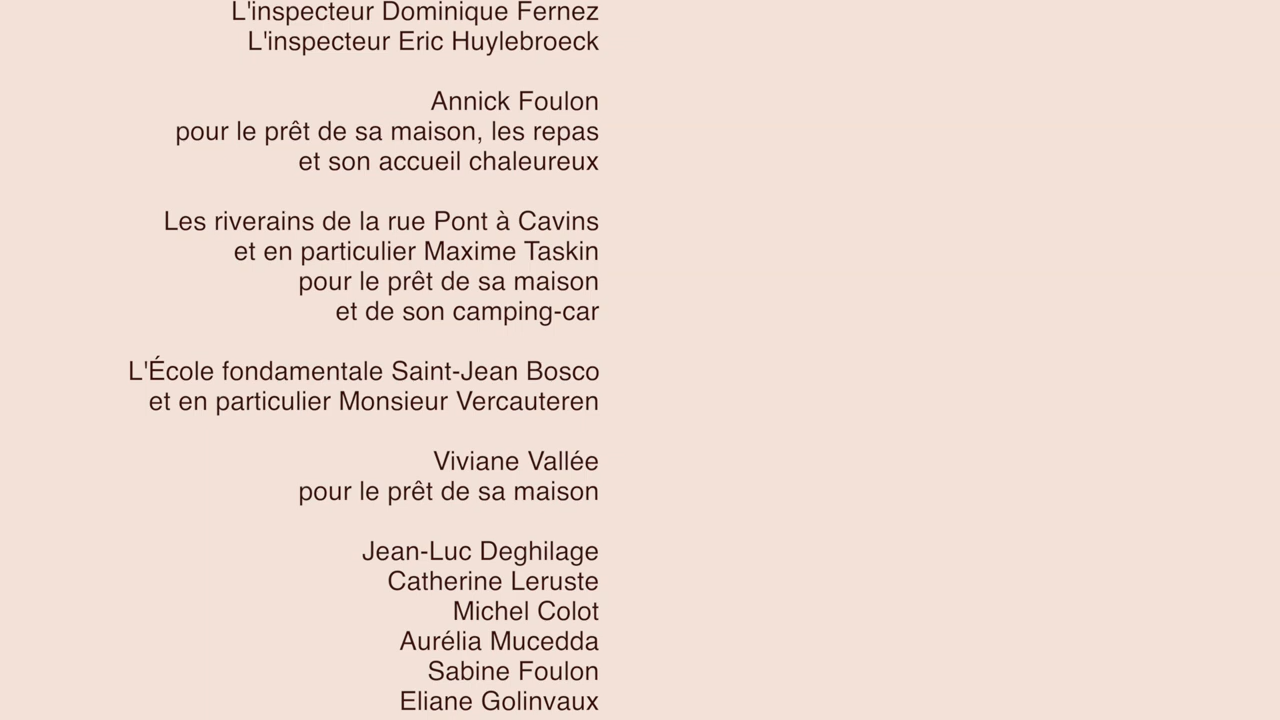 L'inspecteur Dominique Fernez
L'inspecteur Eric Huylebroeck
Annick Foulon
pour le prêt de sa maison, les repas
et son accueil chaleureux
Les riverains de la rue Pont à Cavins
et en particulier Maxime Taskin
pour le prêt de sa maison
et de son camping-car
L'École fondamentale Saint-Jean Bosco
et en particulier Monsieur Vercauteren
Viviane Vallée
pour le prêt de sa maison
Jean-Luc Deghilage
Catherine Leruste
Michel Colot
Aurélia Mucedda
Sabine Foulon
Eliane Golinvaux